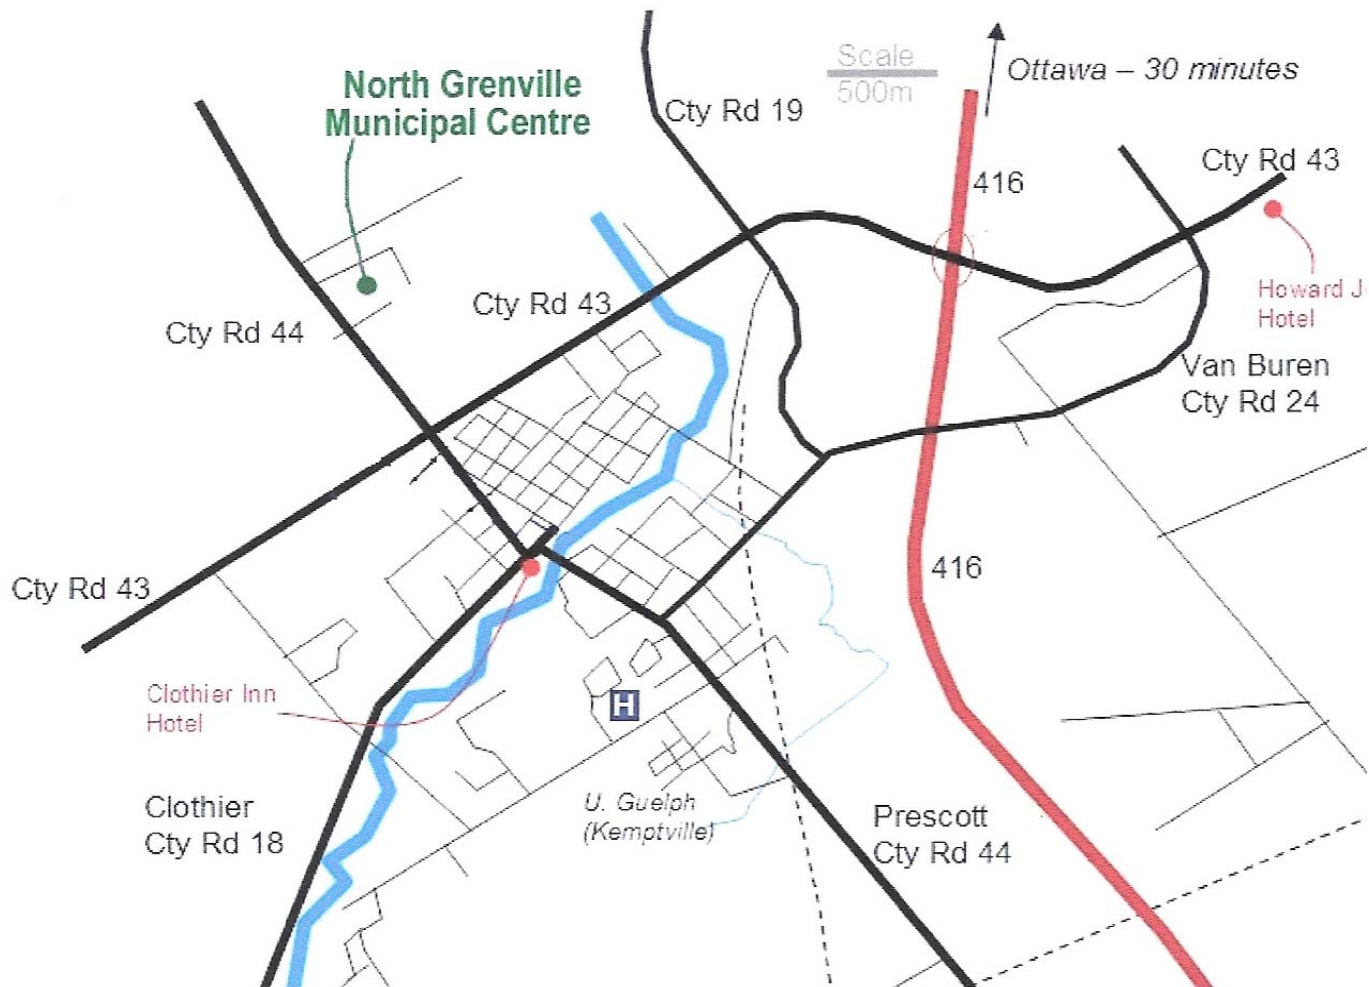 North Grenville
Municipal Centre
Scale
500m
Ottawa – 30 minutes
Cty Rd 19
Cty Rd 43
416
Cty Rd 43
Cty Rd 44
Howard J
Hotel
Van Buren
Cty Rd 24
416
Cty Rd 43
Clothier Inn
Hotel
H
Clothier
Cty Rd 18
U. Guelph
(Kemptville)
Prescott
Cty Rd 44